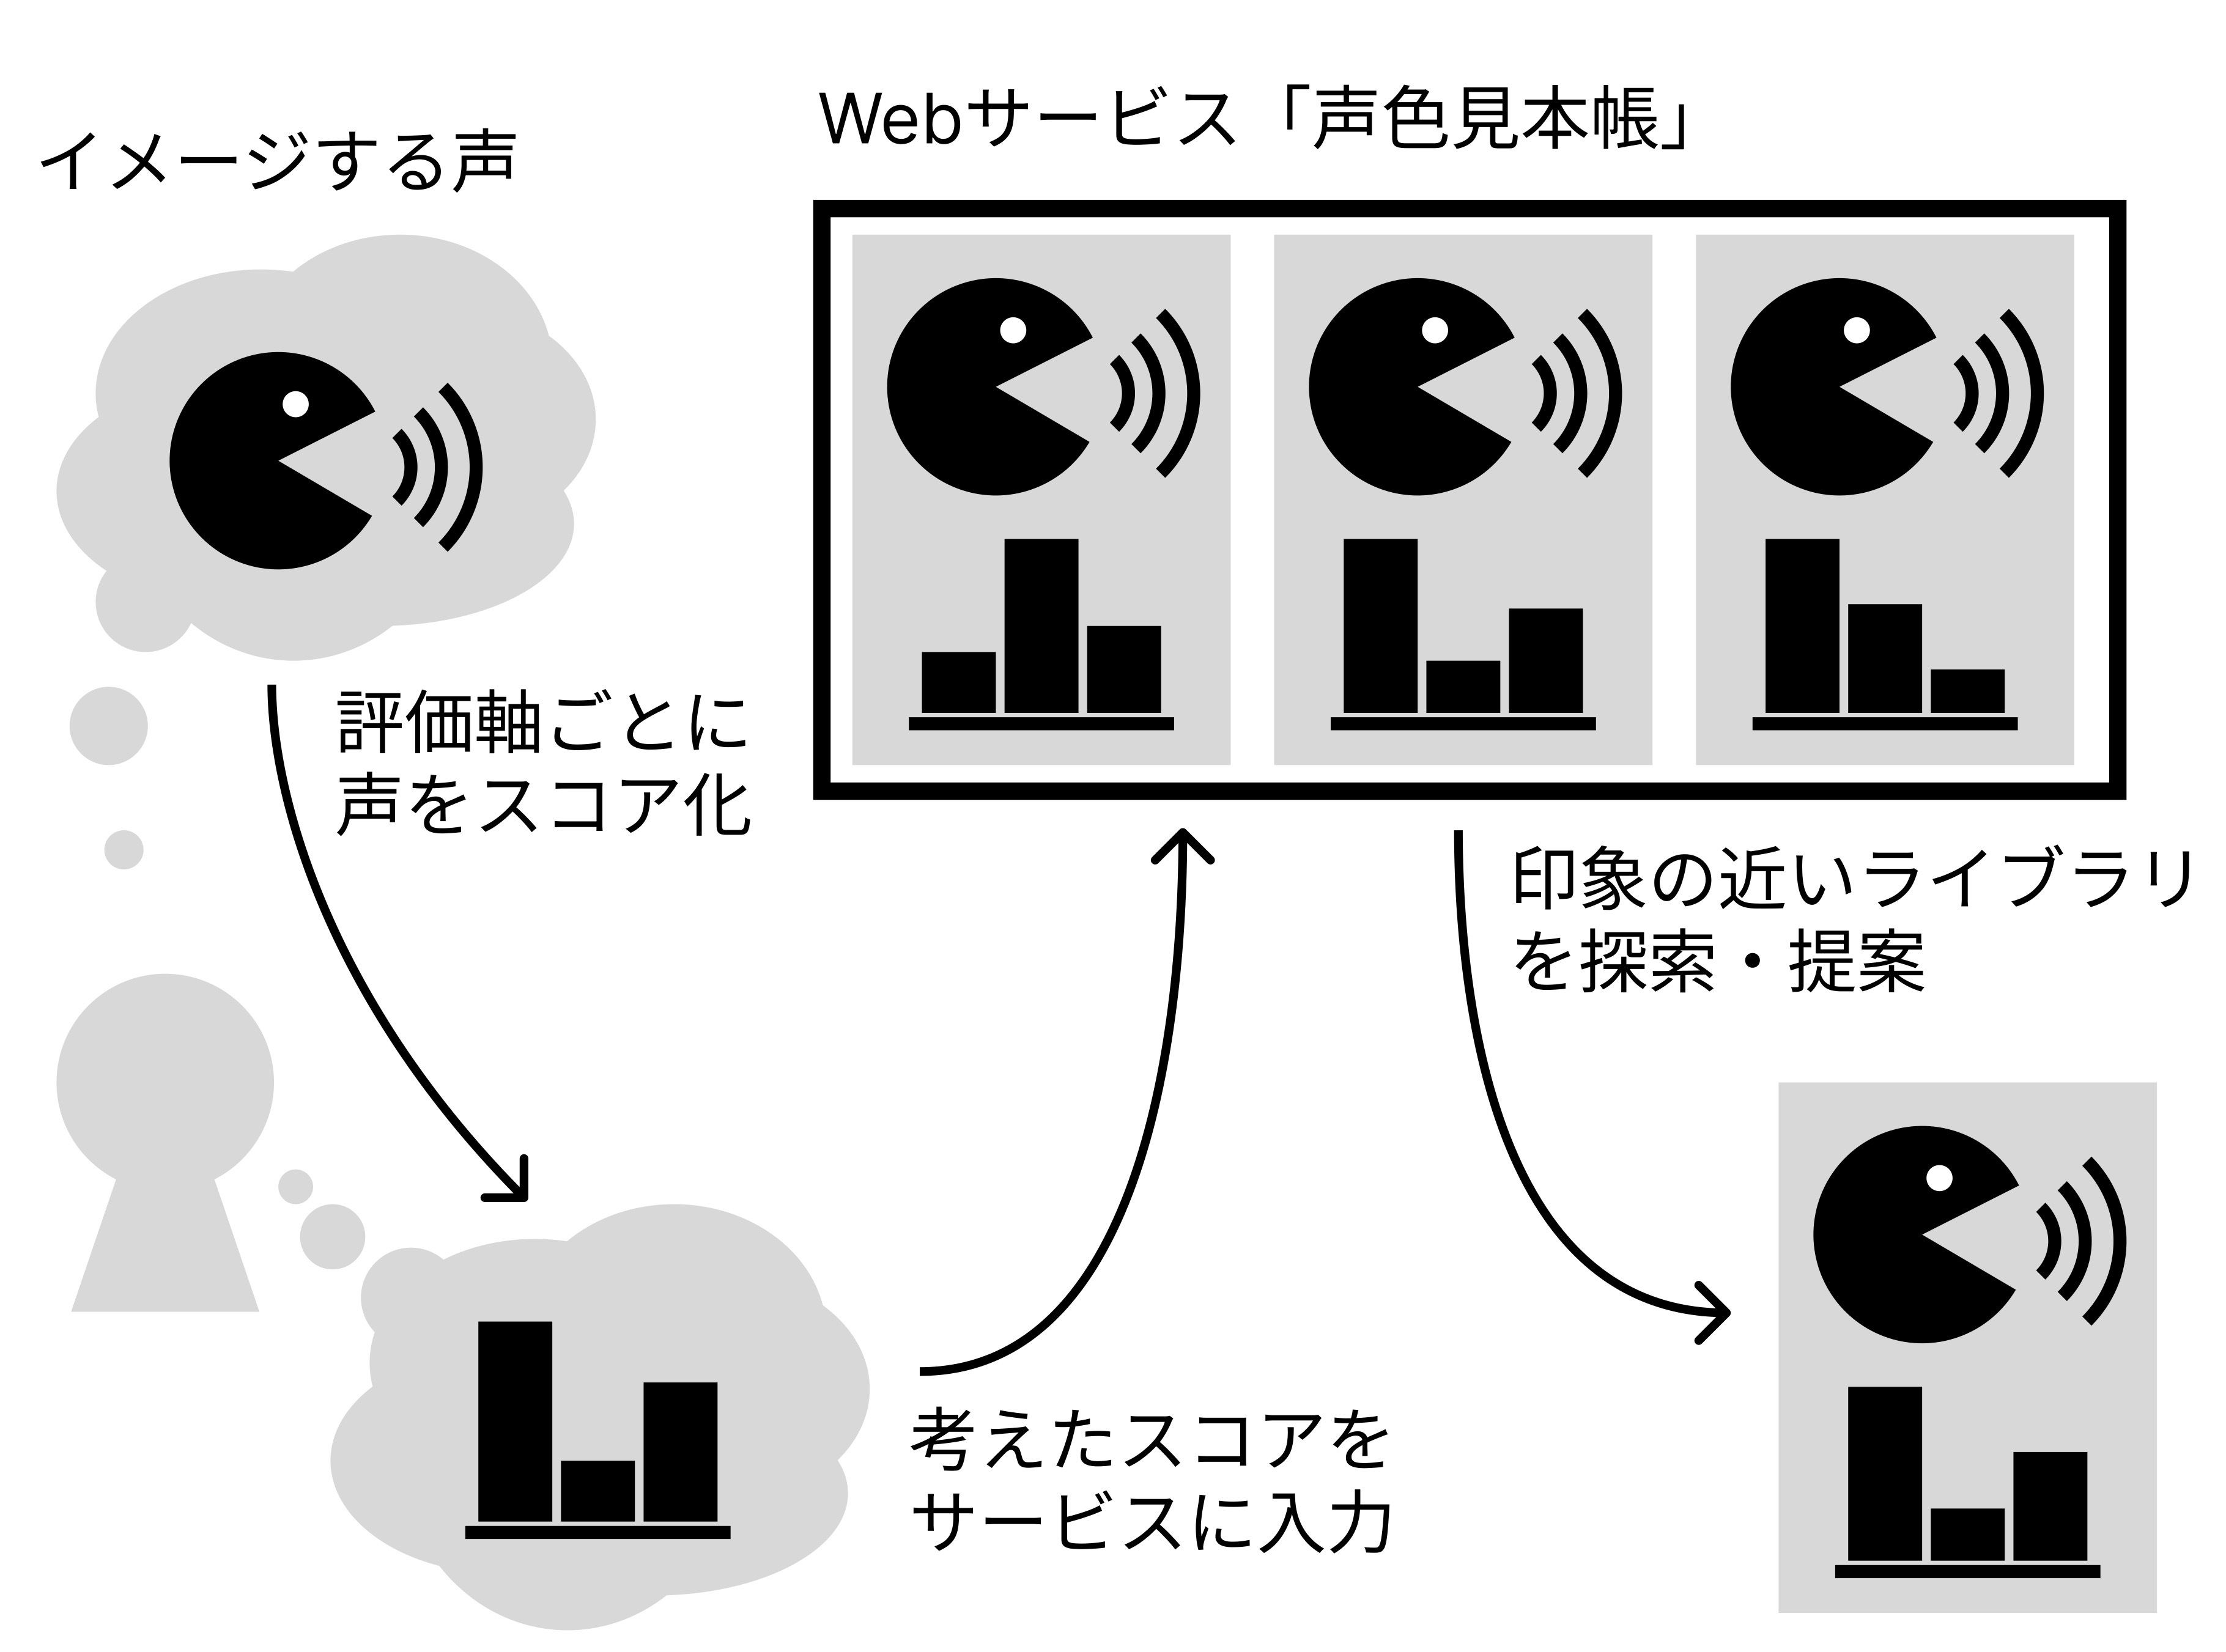 イメージする声
Webサービス「声色見本帳」
評価軸ごとに
声をスコア化
印象の近いライブラリ
を探索・提案
考えたスコアを
サービスに入力